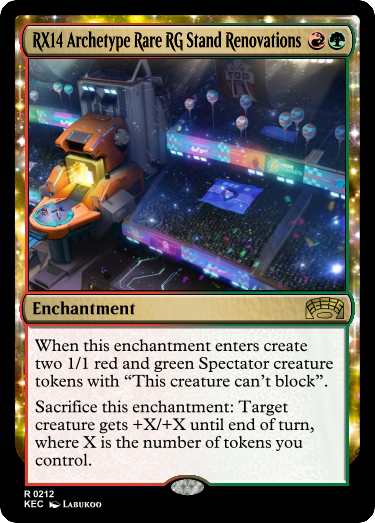 RX14 Archetype Rare RG Stand Renovations
Enchantment
When this enchantment enters create
two 1/1 red and green Spectator creature
tokens with “This creature can't block”.
Sacrifice this enchantment: Target
creature gets +X/+X until end of turn,
where X is the number of tokens you
control.
R 0212
KEC Labukoo